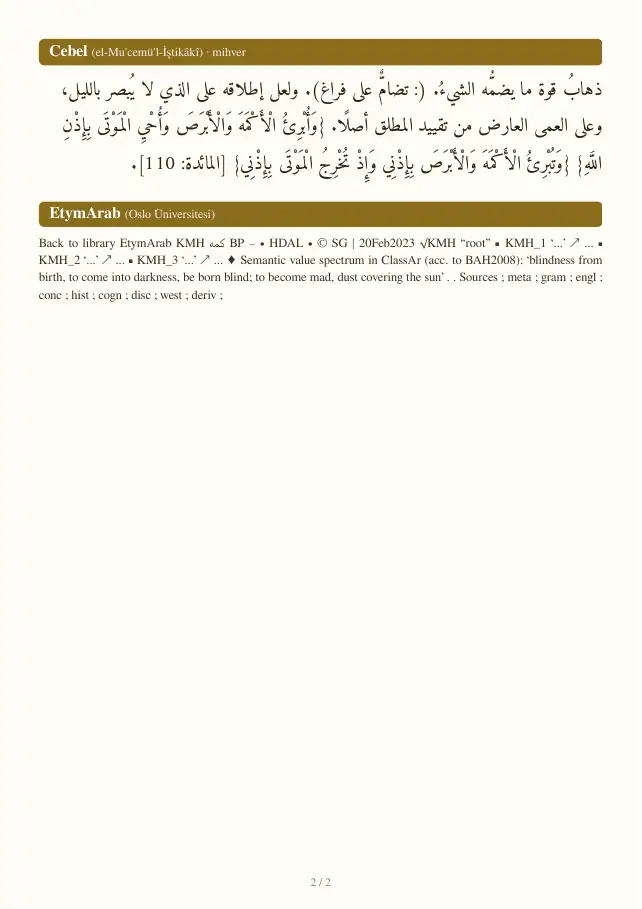 Cebel (el-Mu'cemü'l-İştikâkî) · mihver
ذهابُ قوة ما يضمُّه الشيءُ. (: تضامٌّ على فراغ). ولعل إطلاقه على الذي لا يُبصر بالليل،
وعلى العمى العارض من تقييد المطلق أصلًا. {وَأُبْرِئُ الْأَكْمَهَ وَالْأَبْرَصَ وَأُحْيِ الْمَوْتَى بِإِذْنِ
اللَّهِ} {وَتُبْرِئُ الْأَكْمَهَ وَالْأَبْرَصَ بِإِذْنِي وَإِذْ تُخْرِجُ الْمَوْتَى بِإِذْنِي} [المائدة: 110].
EtymArab (Oslo Üniversitesi)
Back to library EtymArab KMH كمه BP – • HDAL • © SG | 20Feb2023 √KMH “root” ▪ KMH_1 ‘...’ ↗ ... ▪
KMH_2 ‘...’ ↗ ... ▪ KMH_3 ‘...’ ↗ ... ♦ Semantic value spectrum in ClassAr (acc. to BAH2008): ‘blindness from
birth, to come into darkness, be born blind; to become mad, dust covering the sun’ . . Sources ; meta ; gram ; engl ;
conc ; hist ; cogn ; disc ; west ; deriv ;
2 / 2